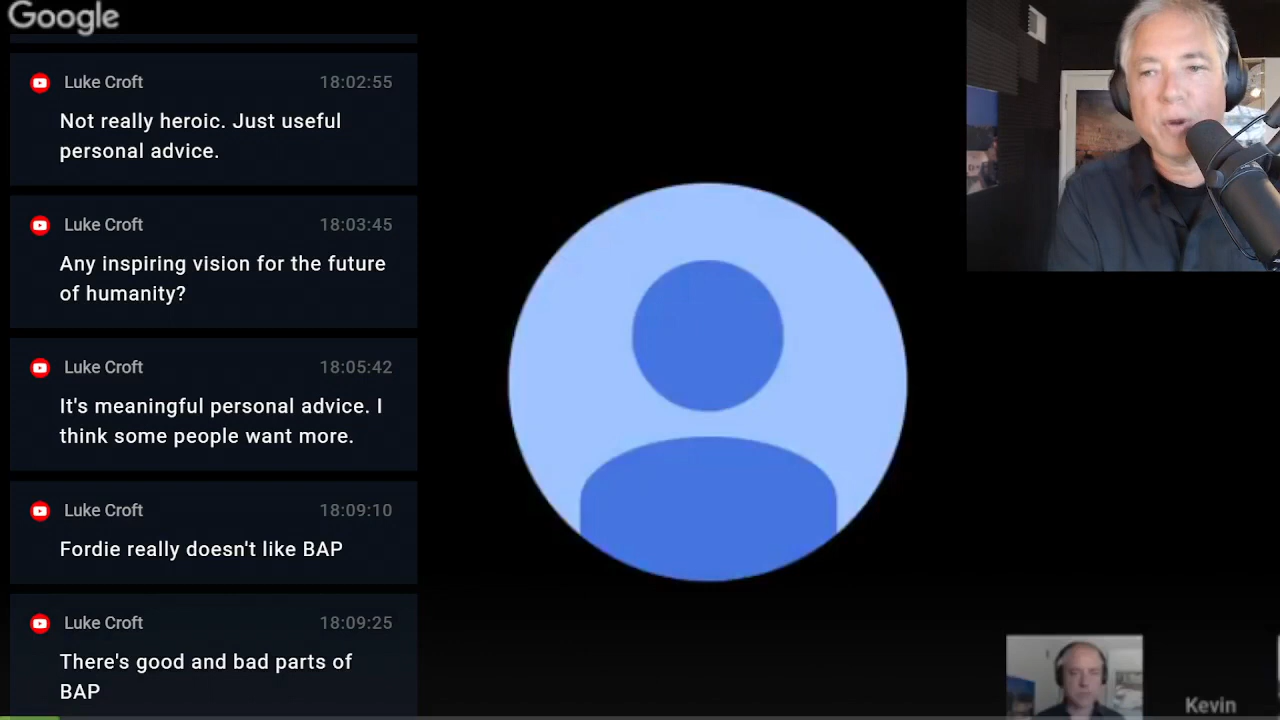 Google
Luke Croft 18:02:55
Not really heroic. Just useful
personal advice.
Luke Croft 18:03:45
Any inspiring vision for the future
of humanity?
Luke Croft 18:05:42
It's meaningful personal advice. I
think some people want more.
Luke Croft 18:09:10
Fordie really doesn't like BAP
Luke Croft 18:09:25
There's good and bad parts of
BAP
Kevin